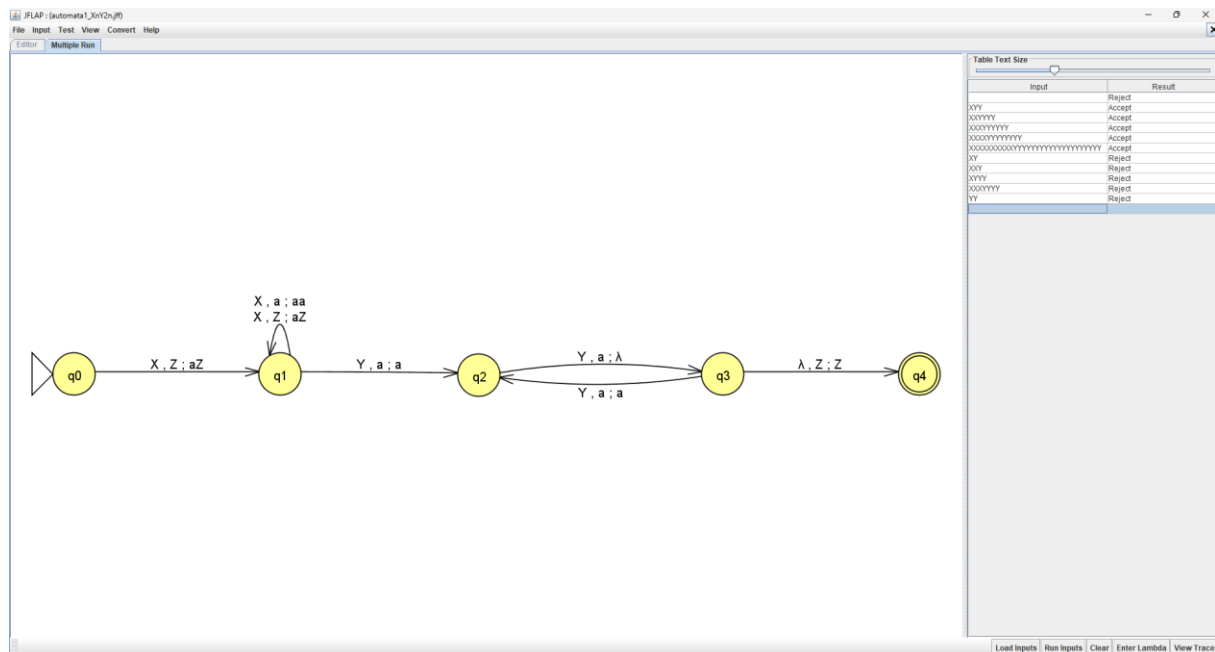 JFLAP : (automata1_XnY2n.jff)
File Input Test View Convert Help
Editor Multiple Run
Table Text Size
Input Result
Reject
XYY Accept
XXYYYY Accept
XXXYYYYYY Accept
XXXXYYYYYYYY Accept
XXXXXXXXXXYYYYYYYYYYYYYYYYYYYY Accept
XY Reject
XXY Reject
XYYY Reject
XXXYYYY Reject
YY Reject
X , a ; aa
X , Z ; aZ
q0 X , Z ; aZ q1 Y , a ; a q2 Y , a ; λ q3 λ , Z ; Z q4
Y , a ; a
Load Inputs Run Inputs Clear Enter Lambda View Trace